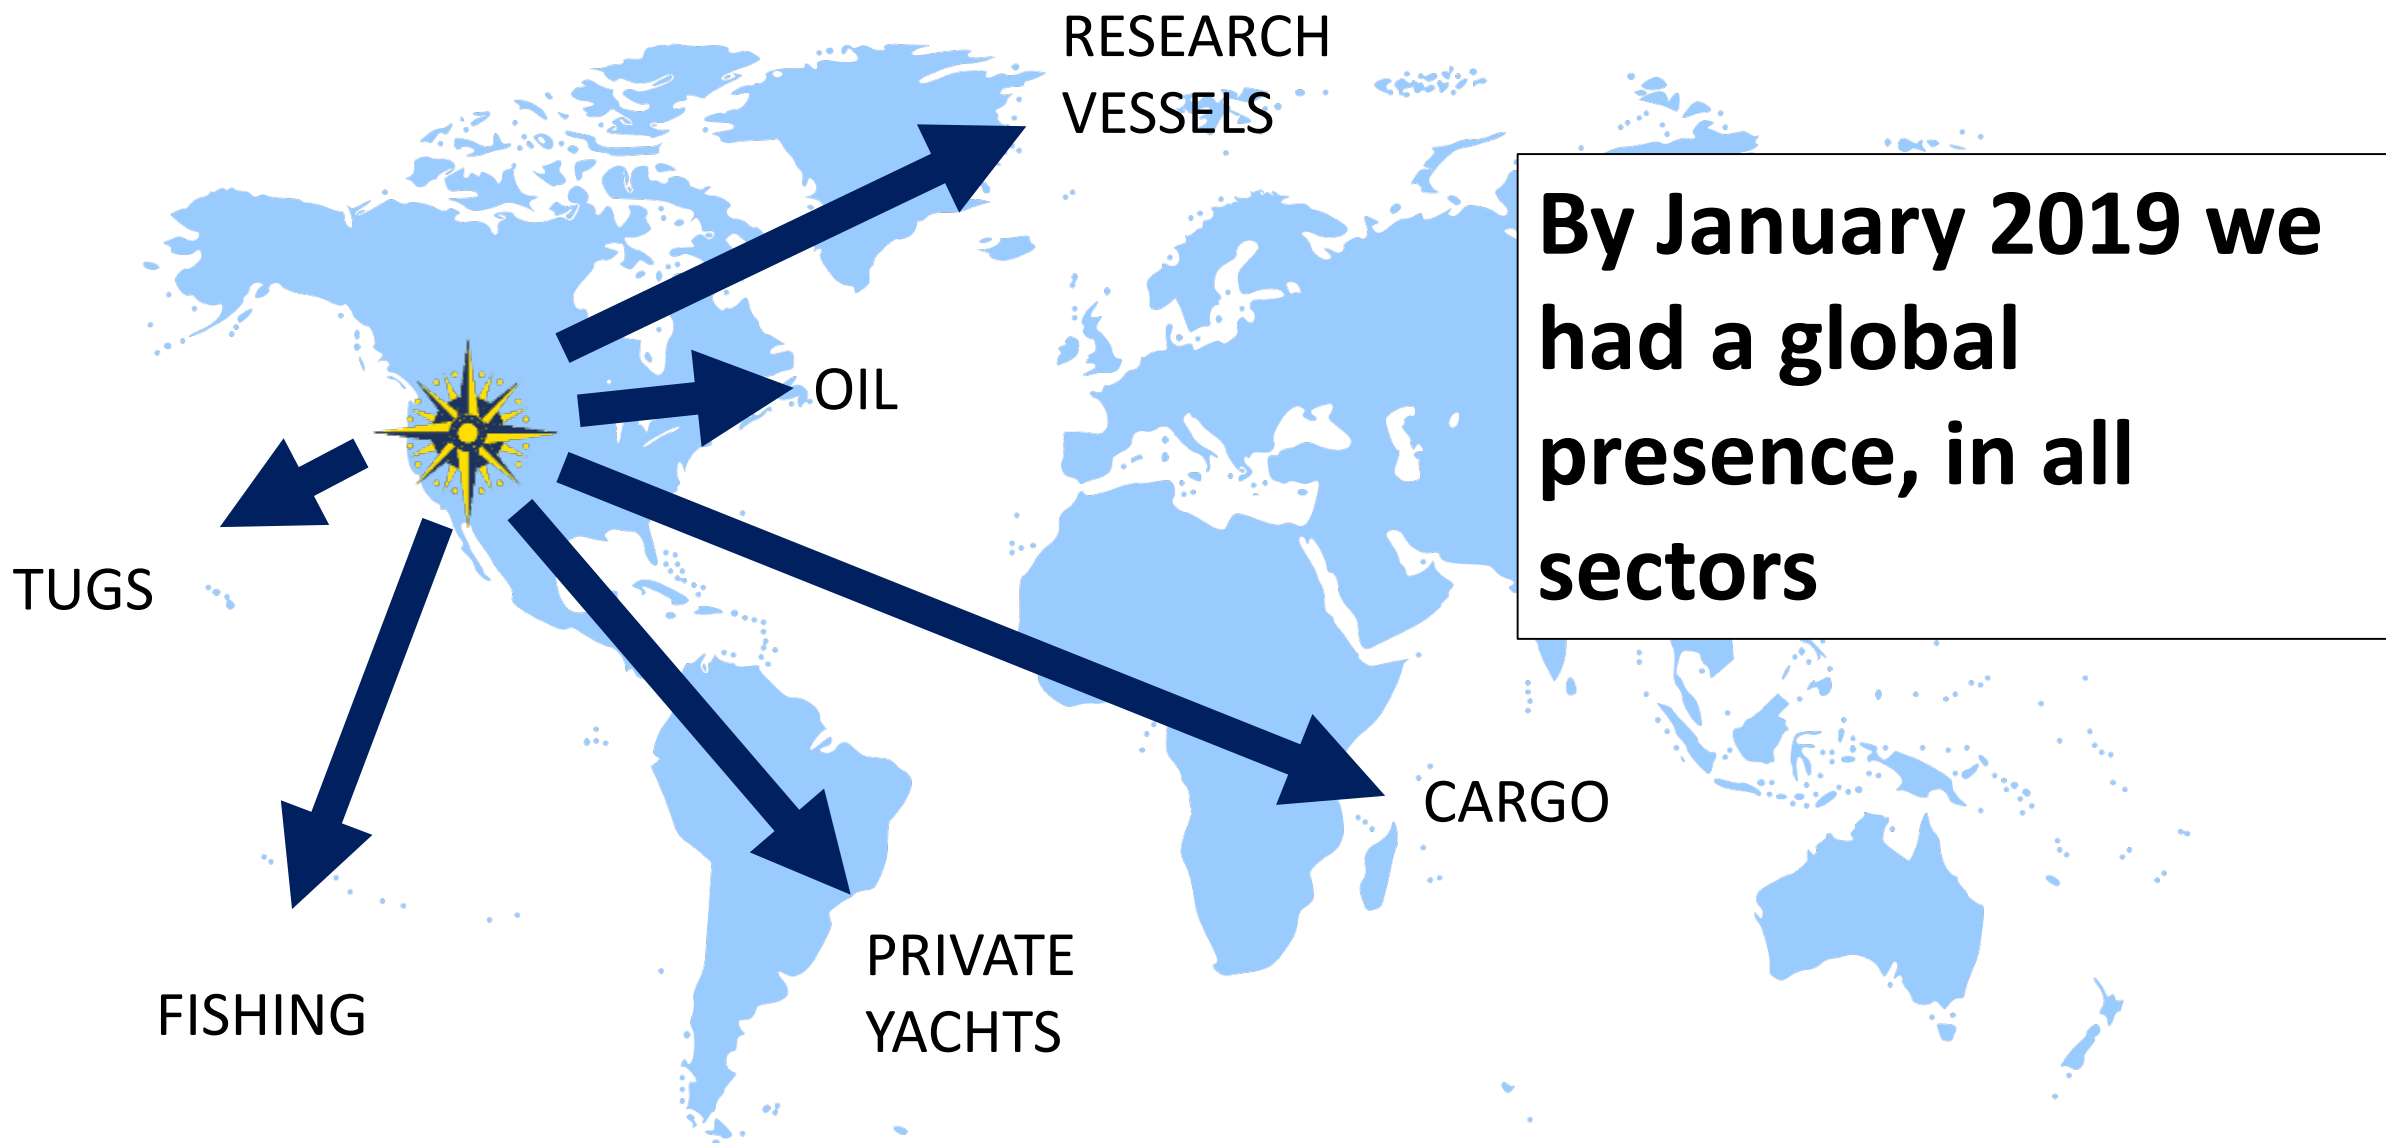 RESEARCH
VESSELS
By January 2019 we
had a global
presence, in all
sectors
OIL
TUGS
CARGO
PRIVATE
YACHTS
FISHING